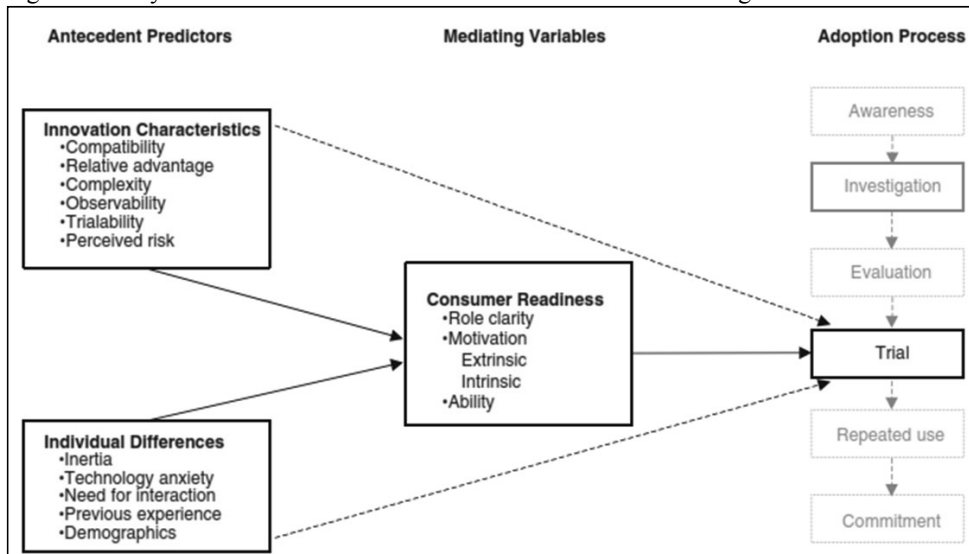 Antecedent Predictors
Mediating Variables
Adoption Process
Innovation Characteristics
•Compatibility
•Relative advantage
•Complexity
•Observability
•Trialability
•Perceived risk
Individual Differences
•Inertia
•Technology anxiety
•Need for interaction
•Previous experience
•Demographics
Consumer Readiness
•Role clarity
•Motivation
Extrinsic
Intrinsic
•Ability
Awareness
Investigation
Evaluation
Trial
Repeated use
Commitment